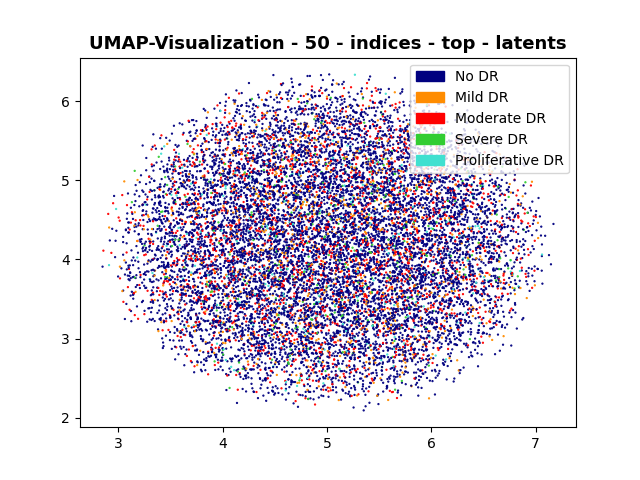 UMAP-Visualization - 50 - indices - top - latents
No DR
Mild DR
Moderate DR
Severe DR
Proliferative DR
6
5
4
3
2
3 4 5 6 7